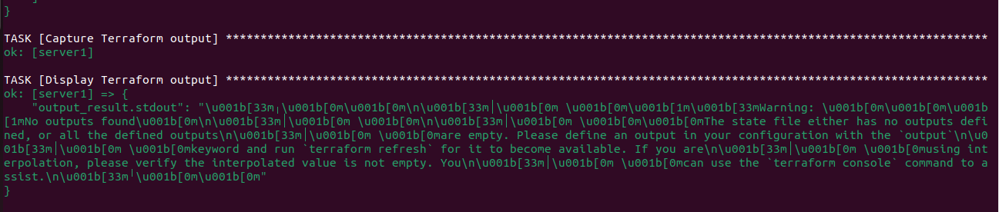 }
TASK [Capture Terraform output] **************************************************************************************************************
ok: [server1]
TASK [Display Terraform output] **************************************************************************************************************
ok: [server1] => {
    "output_result.stdout": "\u001b[33m╷\u001b[0m\u001b[0m\n\u001b[33m│\u001b[0m \u001b[0m\u001b[1m\u001b[33mWarning: \u001b[0m\u001b[0m\u001b
[1mNo outputs found\u001b[0m\n\u001b[33m│\u001b[0m \u001b[0m\n\u001b[33m│\u001b[0m \u001b[0m\u001b[0mThe state file either has no outputs defi
ned, or all the defined outputs\n\u001b[33m│\u001b[0m \u001b[0mare empty. Please define an output in your configuration with the `output`\n\u0
01b[33m│\u001b[0m \u001b[0mkeyword and run `terraform refresh` for it to become available. If you are\n\u001b[33m│\u001b[0m \u001b[0musing int
erpolation, please verify the interpolated value is not empty. You\n\u001b[33m│\u001b[0m \u001b[0mcan use the `terraform console` command to a
ssist.\n\u001b[33m╵\u001b[0m\u001b[0m"
}